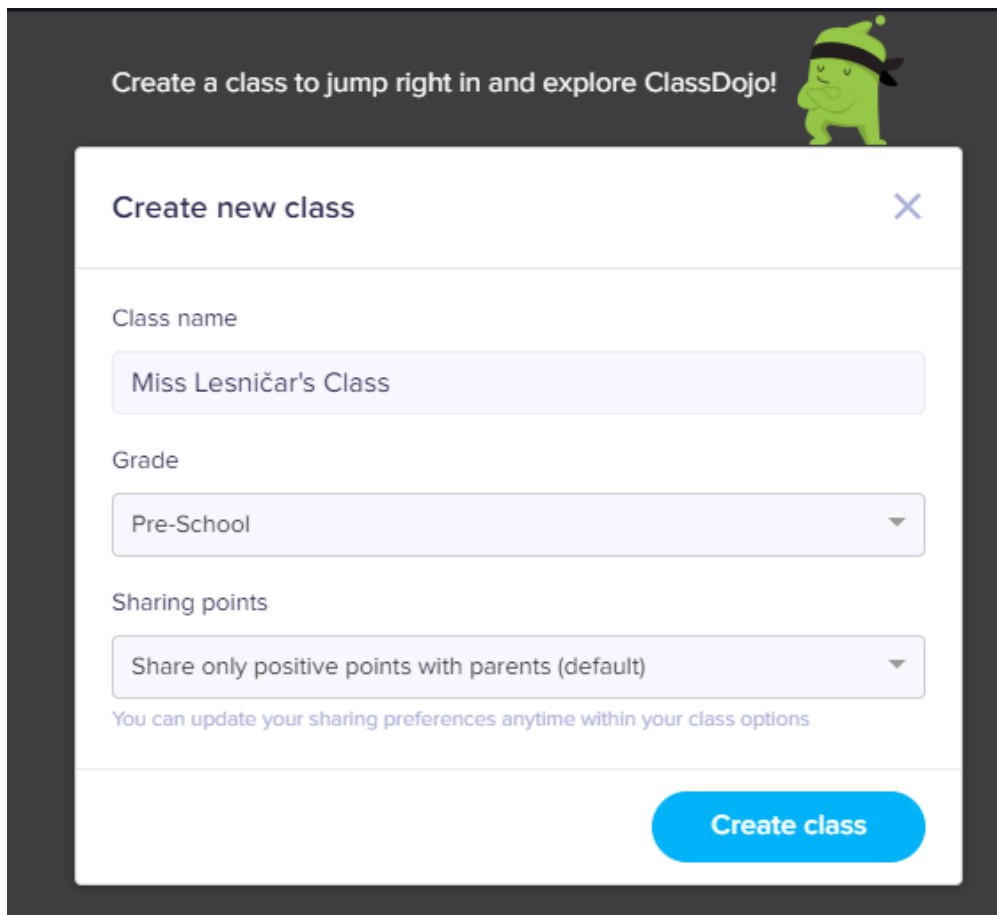 Create a class to jump right in and explore ClassDojo!
Create new class
Class name
Miss Lesničar's Class
Grade
Pre-School
Sharing points
Share only positive points with parents (default)
You can update your sharing preferences anytime within your class options
Create class